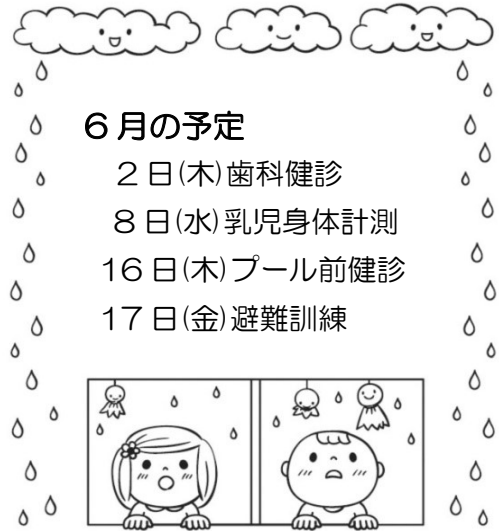 ６月の予定
２日(木)歯科健診
８日(水)乳児身体計測
１６日(木)プール前健診
１７日(金)避難訓練